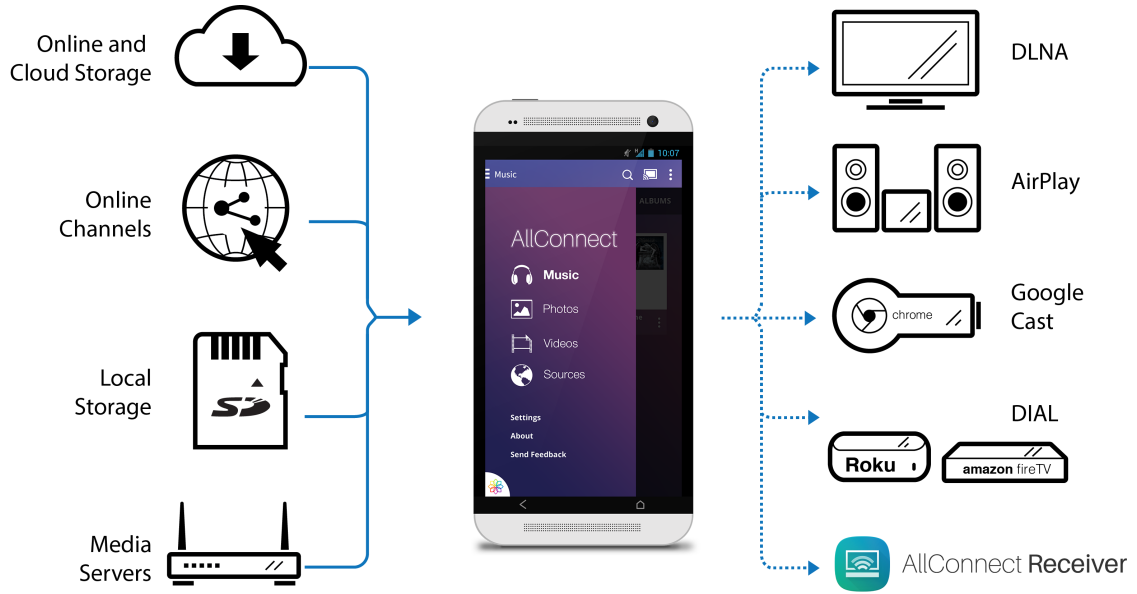 Online and
Cloud Storage
Online
Channels
Local
Storage
SD
Media
Servers
10:07
Music
ALBUMS
AllConnect
Music
Photos
Videos
Sources
Settings
About
Send Feedback
DLNA
AirPlay
chrome
Google
Cast
DIAL
Roku
amazon fireTV
AllConnect Receiver